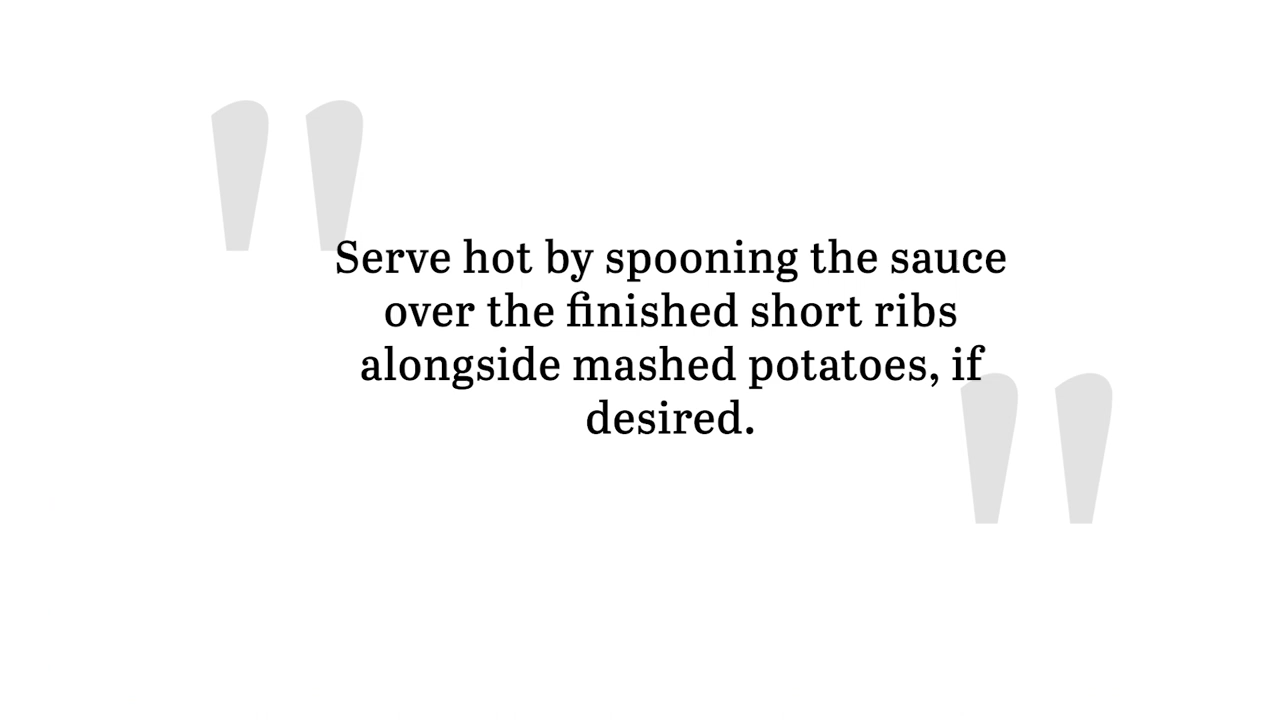 Serve hot by spooning the sauce
over the finished short ribs
alongside mashed potatoes, if
desired.